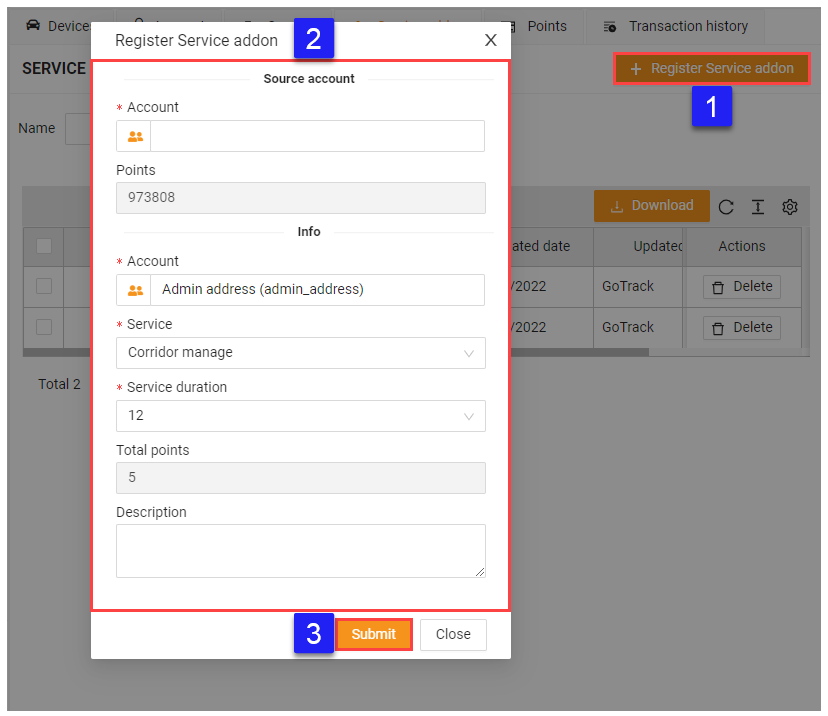 Device
Points
Transaction history
Register Service addon
2
X
SERVICE
+ Register Service addon
1
Source account
* Account
Name
Points
973808
Download
Info
ated date
Updated
Actions
* Account
Admin address (admin_address)
/2022
GoTrack
Delete
* Service
Corridor manage
/2022
GoTrack
Delete
* Service duration
Total 2
12
Total points
5
Description
3
Submit
Close